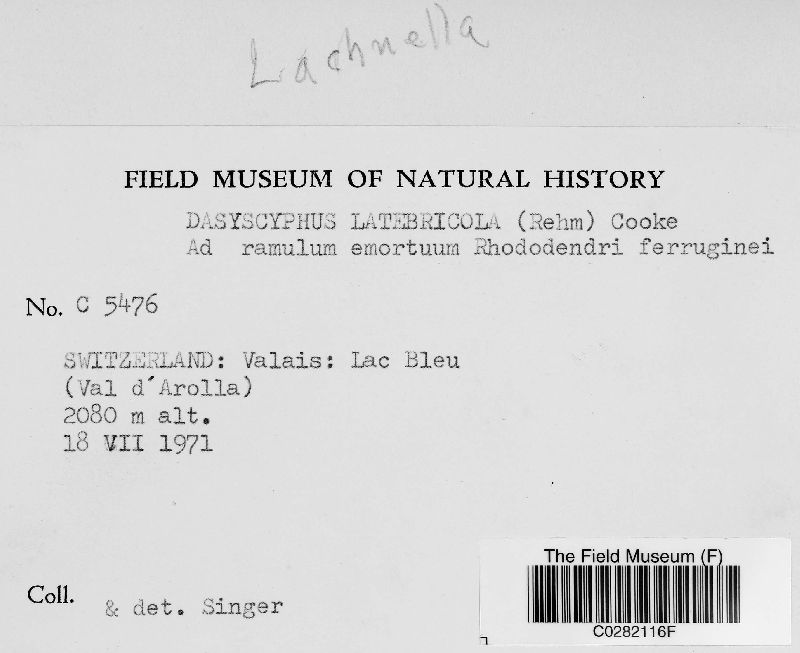 Lachnella
FIELD MUSEUM OF NATURAL HISTORY
DASYSCYPHUS LATEBRICOLA (Rehm) Cooke
Ad ramulum emortuum Rhododendri ferruginei
No. C 5476
SWITZERLAND: Valais: Lac Bleu
(Val d'Arolla)
2080 m alt.
18 VII 1971
Coll. & det. Singer
The Field Museum (F)
C0282116F